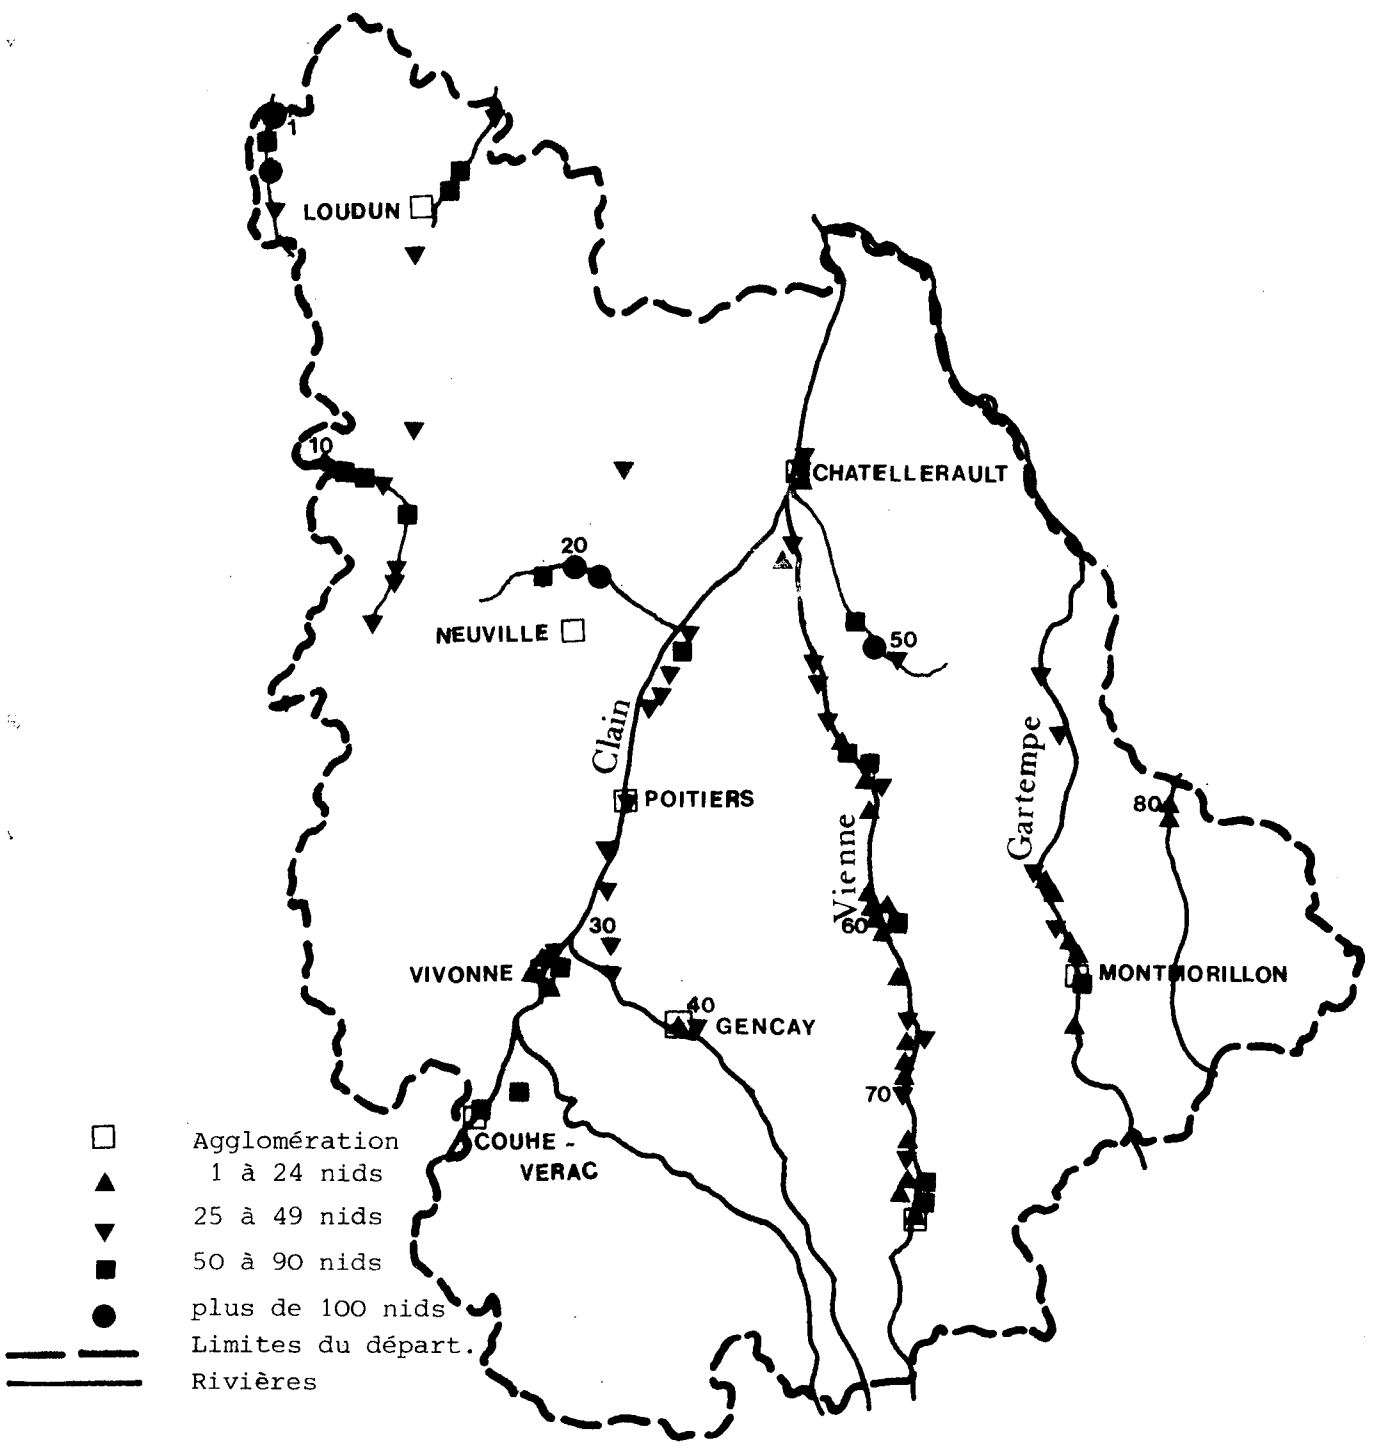 1
LOUDUN
10
CHATELLERAULT
20
NEUVILLE
50
Clain
Gartempe
POITIERS
80
Vienne
60
30
VIVONNE
MONTMORILLON
40
GENCAY
70
COUHE -
VERAC
Agglomération
1 à 24 nids
25 à 49 nids
50 à 90 nids
plus de 100 nids
Limites du départ.
Rivières